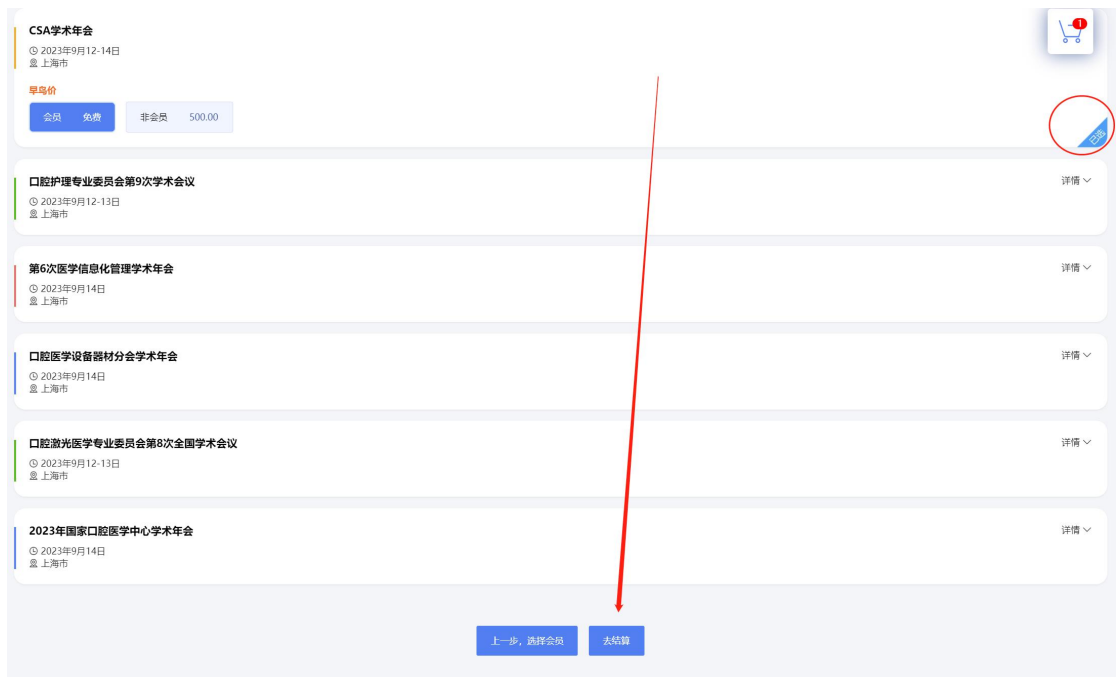 CSA学术年会
1
2023年9月12-14日
上海市
早鸟价
会员 免费 非会员 500.00
已选
口腔护理专业委员会第9次学术会议 详情
2023年9月12-13日
上海市
第6次医学信息化管理学术年会 详情
2023年9月14日
上海市
口腔医学设备器材分会学术年会 详情
2023年9月14日
上海市
口腔激光医学专业委员会第8次全国学术会议 详情
2023年9月12-13日
上海市
2023年国家口腔医学中心学术年会 详情
2023年9月14日
上海市
上一步，选择会员 去结算